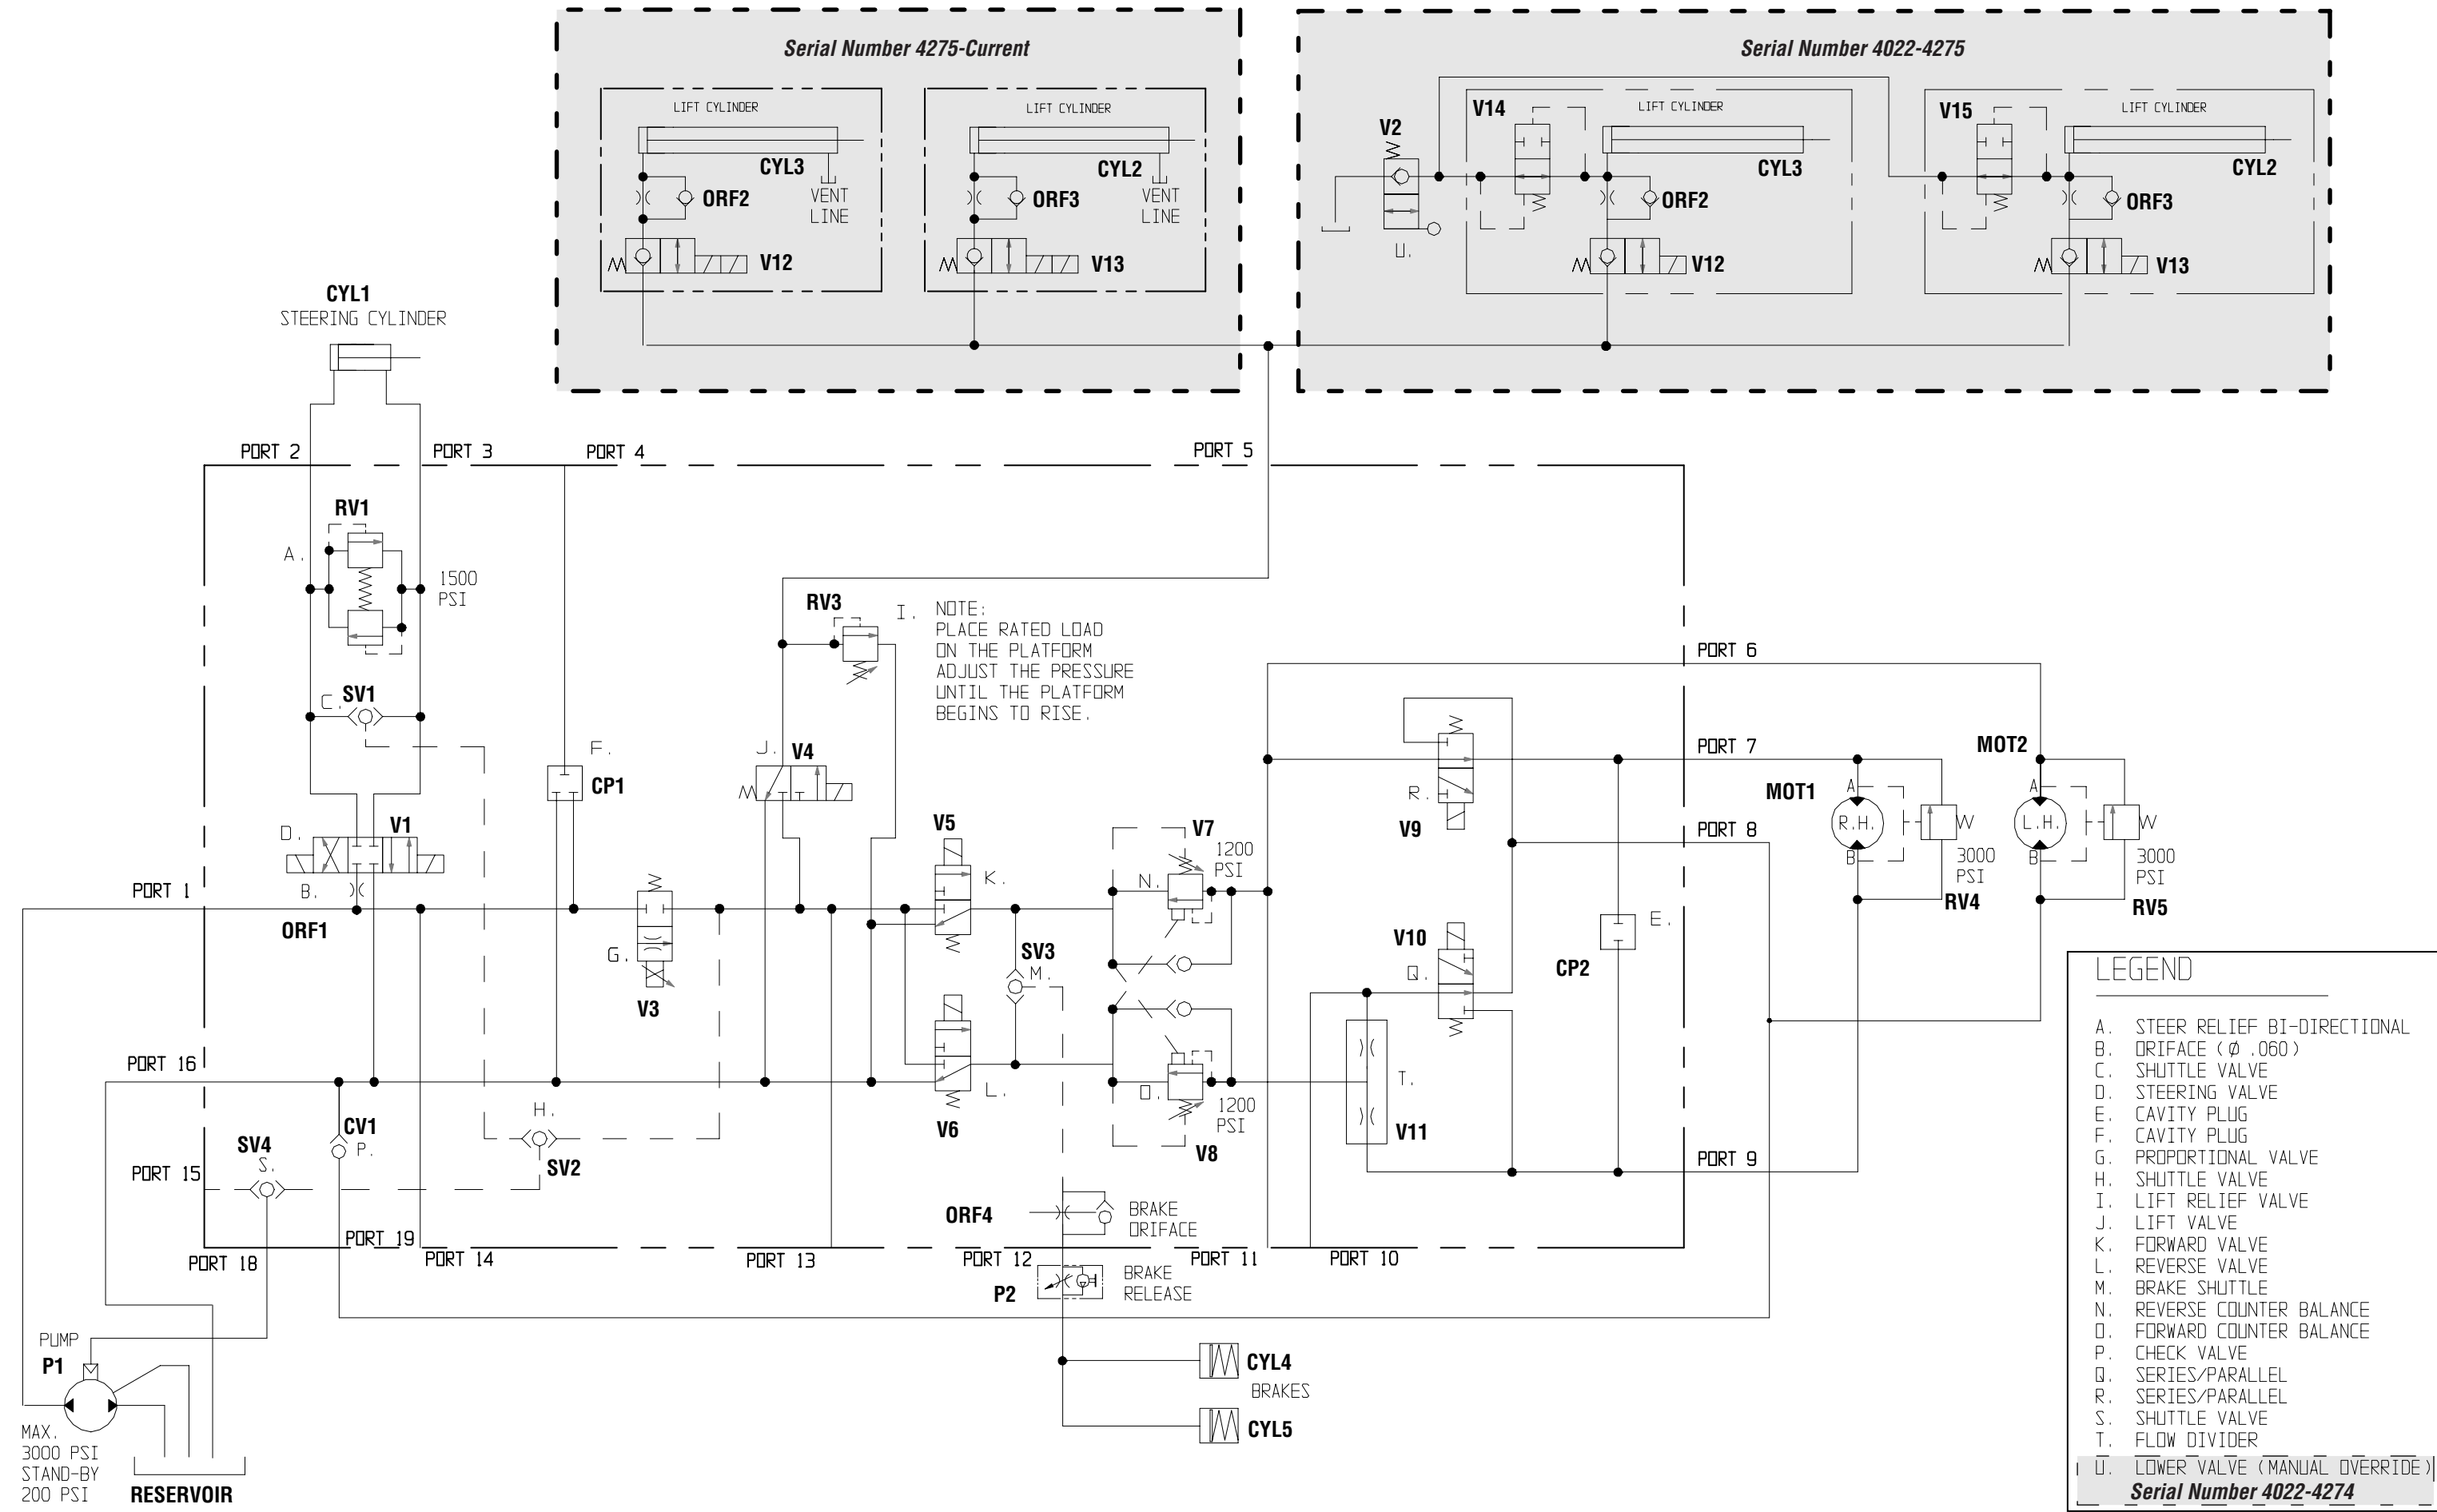 Serial Number 4275-Current
LIFT CYLINDER
CYL3
ORF2
VENT
LINE
V12
LIFT CYLINDER
CYL2
ORF3
VENT
LINE
V13
Serial Number 4022-4275
V2
U.
V14
LIFT CYLINDER
CYL3
ORF2
V12
V15
LIFT CYLINDER
CYL2
ORF3
V13
CYL1
STEERING CYLINDER
PORT 2
PORT 3
PORT 4
PORT 5
RV1
A.
1500
PSI
C.
SV1
D.
V1
B.
ORF1
PORT 1
F.
CP1
RV3
I.
NOTE:
PLACE RATED LOAD
ON THE PLATFORM
ADJUST THE PRESSURE
UNTIL THE PLATFORM
BEGINS TO RISE.
J.
V4
G.
V3
V5
K.
SV3
M.
V6
L.
V7
1200
PSI
N.
O.
1200
PSI
V8
R.
V9
V10
Q.
T.
V11
E.
CP2
PORT 6
PORT 7
PORT 8
PORT 9
MOT1
A
R.H.
B
3000
PSI
RV4
MOT2
A
L.H.
B
3000
PSI
RV5
PORT 16
PORT 15
SV4
S.
CV1
P.
H.
SV2
PORT 18
PORT 19
PORT 14
PORT 13
PORT 12
PORT 11
PORT 10
ORF4
BRAKE
ORIFACE
P2
BRAKE
RELEASE
CYL4
BRAKES
CYL5
PUMP
P1
MAX.
3000 PSI
STAND-BY
200 PSI
RESERVOIR
LEGEND
A. STEER RELIEF BI-DIRECTIONAL
B. ORIFACE (Ø .060)
C. SHUTTLE VALVE
D. STEERING VALVE
E. CAVITY PLUG
F. CAVITY PLUG
G. PROPORTIONAL VALVE
H. SHUTTLE VALVE
I. LIFT RELIEF VALVE
J. LIFT VALVE
K. FORWARD VALVE
L. REVERSE VALVE
M. BRAKE SHUTTLE
N. REVERSE COUNTER BALANCE
O. FORWARD COUNTER BALANCE
P. CHECK VALVE
Q. SERIES/PARALLEL
R. SERIES/PARALLEL
S. SHUTTLE VALVE
T. FLOW DIVIDER
U. LOWER VALVE (MANUAL OVERRIDE)
Serial Number 4022-4274